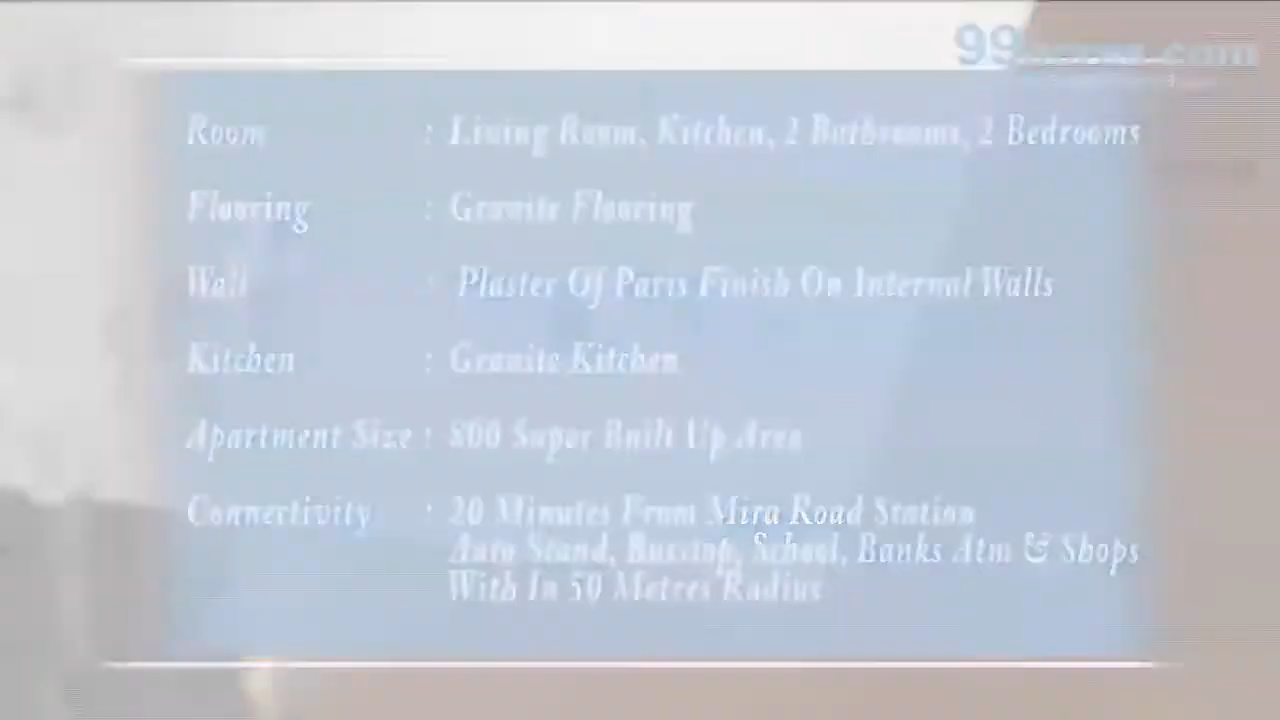 Room : Living Room, Kitchen, 2 Bathrooms, 2 Bedrooms
Flooring : Granite Flooring
Wall : Plaster Of Paris Finish On Internal Walls
Kitchen : Granite Kitchen
Apartment Size : 800 Super Built Up Area
Connectivity : 20 Minutes From Mira Road Station
Auto Stand, Busstop, School, Banks Atm & Shops
With In 50 Metres Radius